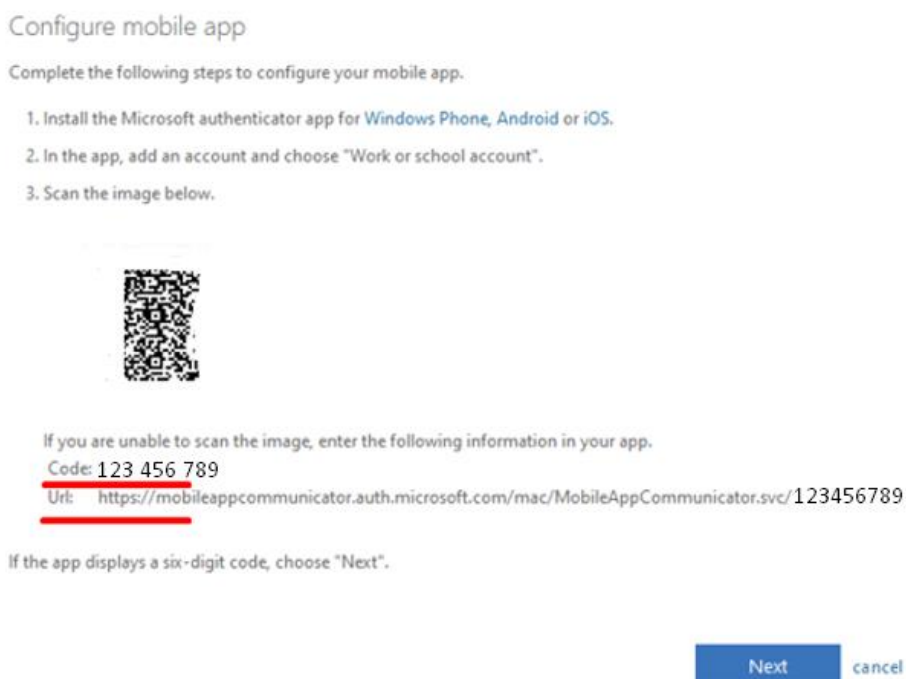 Configure mobile app
Complete the following steps to configure your mobile app.
1. Install the Microsoft authenticator app for Windows Phone, Android or iOS.
2. In the app, add an account and choose "Work or school account".
3. Scan the image below.
If you are unable to scan the image, enter the following information in your app.
Code: 123 456 789
Url: https://mobileappcommunicator.auth.microsoft.com/mac/MobileAppCommunicator.svc/123456789
If the app displays a six-digit code, choose "Next".
Next cancel